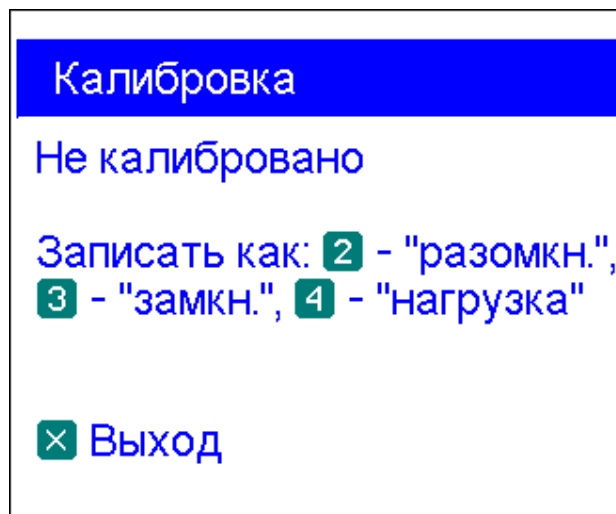 Калибровка
Не калибровано
Записать как: 2 - "разомкн.",
3 - "замкн.", 4 - "нагрузка"
× Выход